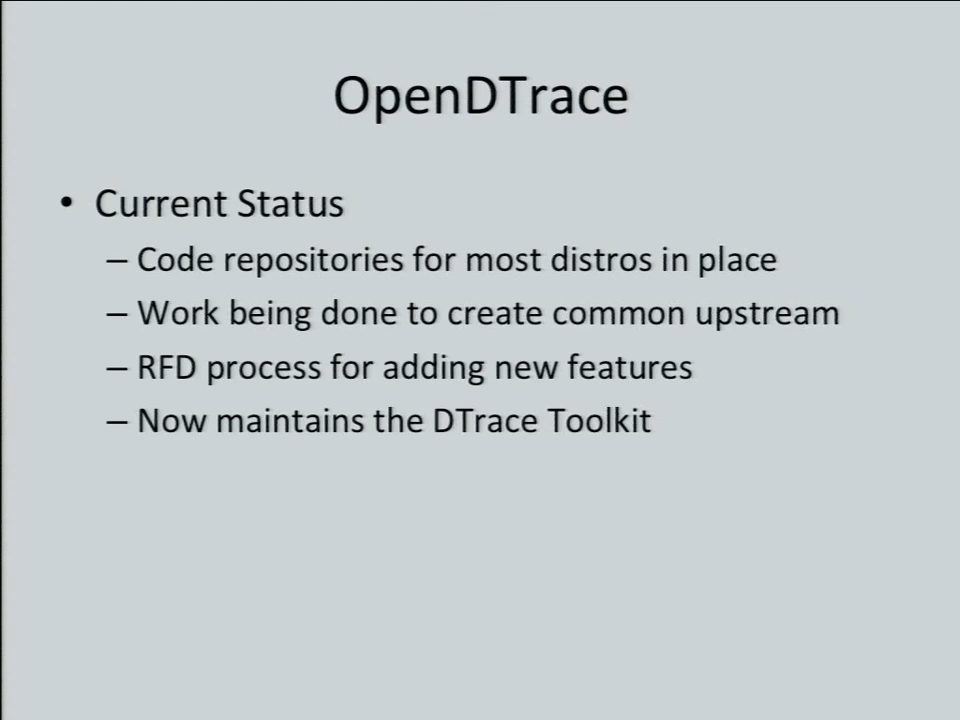 OpenDTrace
• Current Status
– Code repositories for most distros in place
– Work being done to create common upstream
– RFD process for adding new features
– Now maintains the DTrace Toolkit